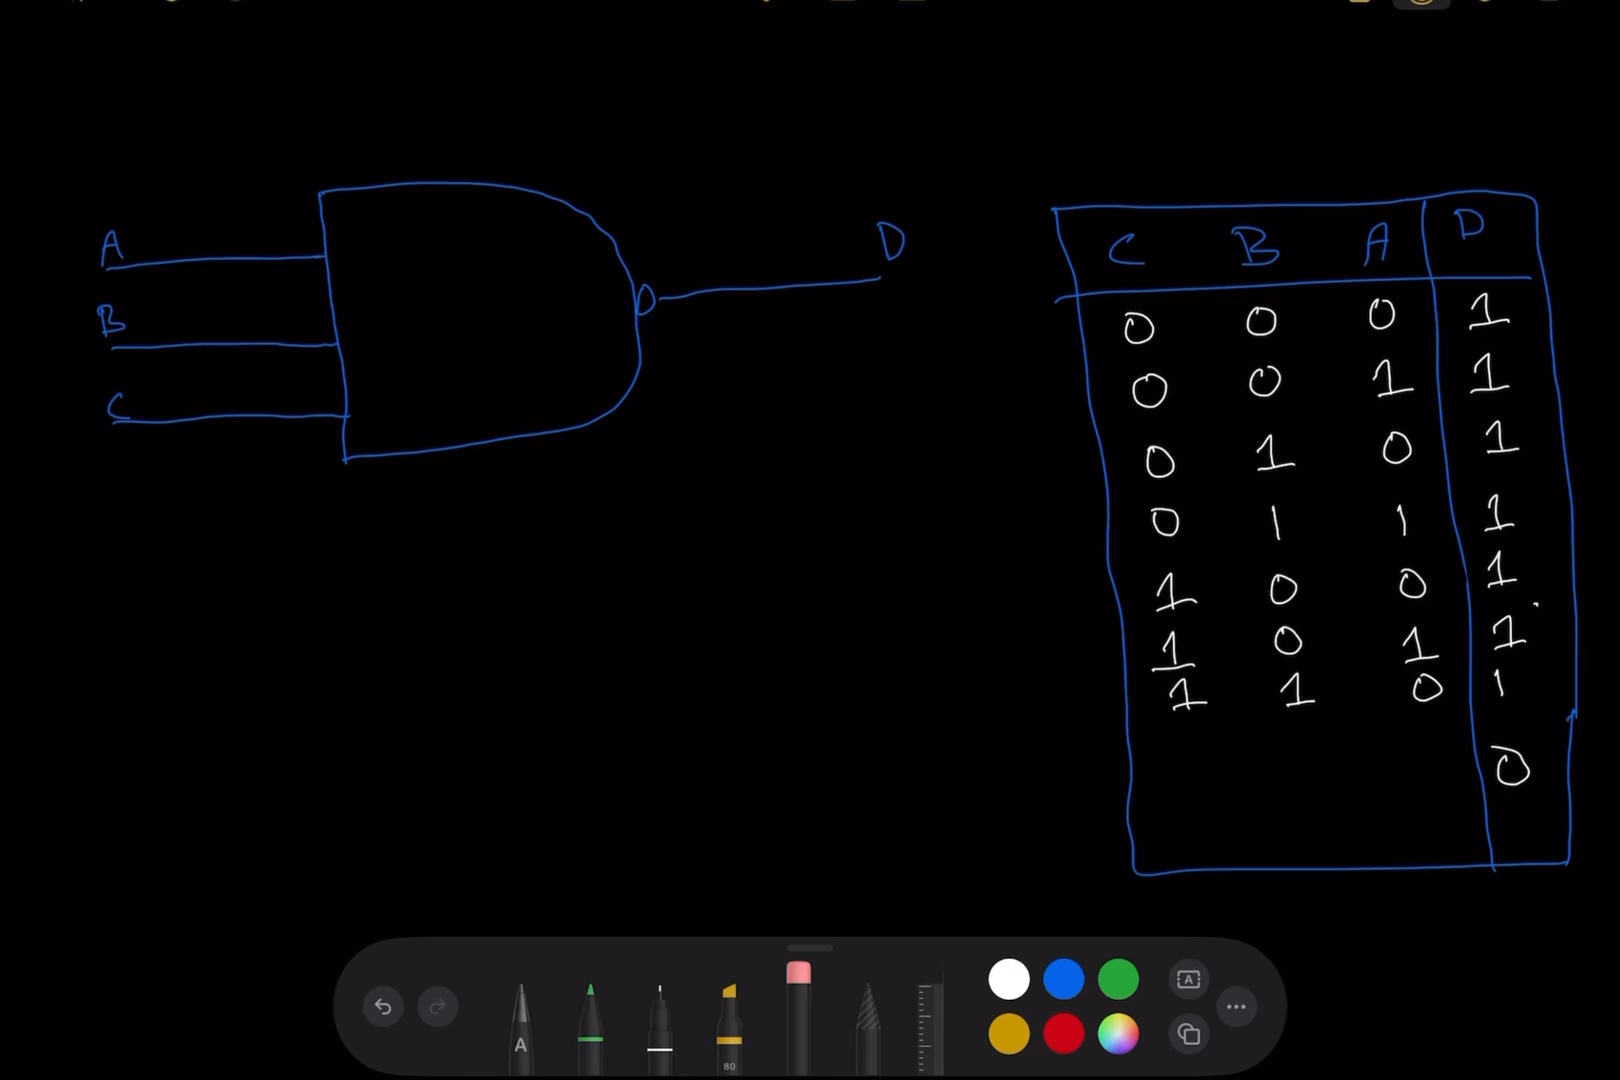 A
B
C
D
C B A D
0 0 0 1
0 0 1 1
0 1 0 1
0 1 1 1
1 0 0 1
1 0 1 1
1 1 0 1
0
A
80
A